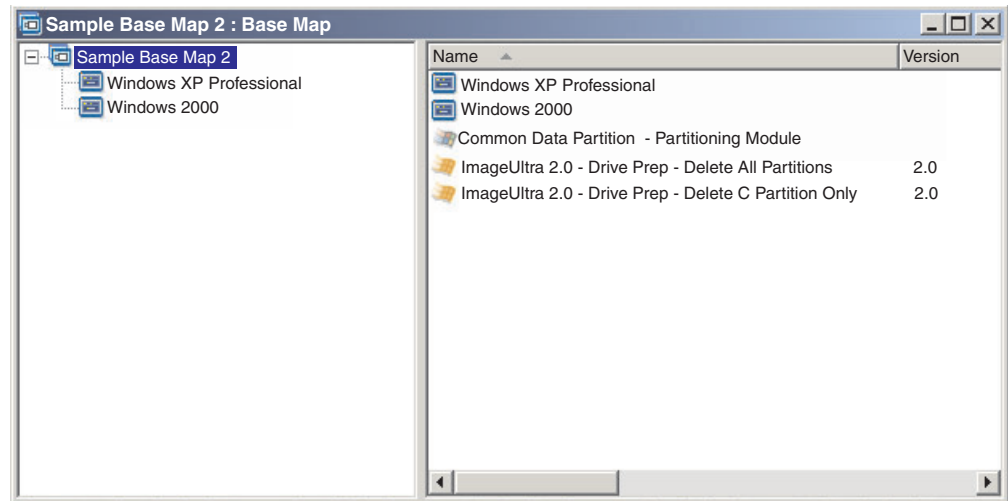 Sample Base Map 2 : Base Map
Sample Base Map 2
Windows XP Professional
Windows 2000
Name Version
Windows XP Professional
Windows 2000
Common Data Partition - Partitioning Module
ImageUltra 2.0 - Drive Prep - Delete All Partitions 2.0
ImageUltra 2.0 - Drive Prep - Delete C Partition Only 2.0